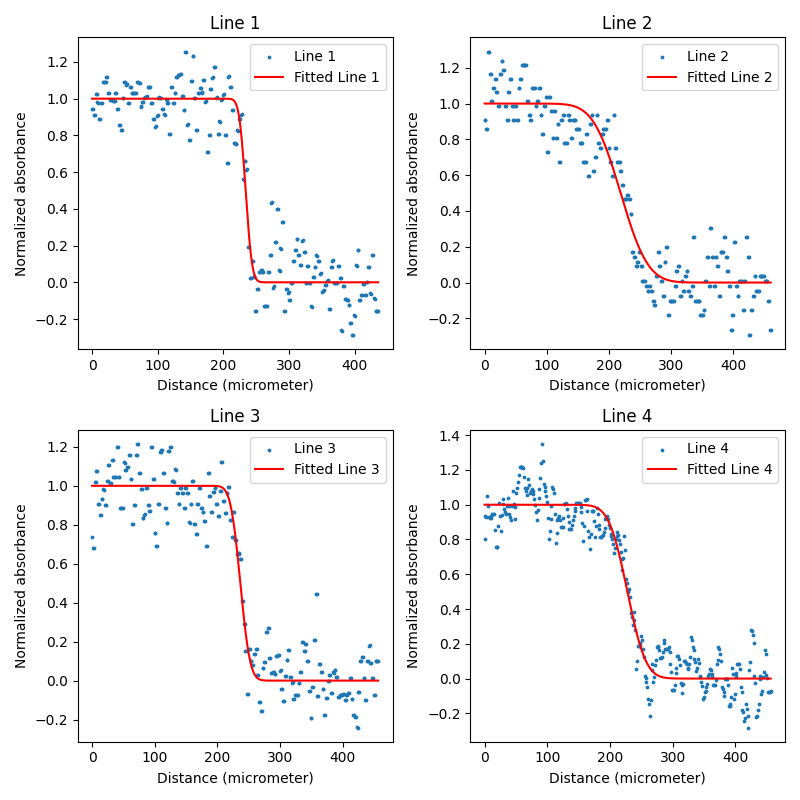 Line 1
Line 1
Fitted Line 1
Normalized absorbance
1.2
1.0
0.8
0.6
0.4
0.2
0.0
−0.2
0 100 200 300 400
Distance (micrometer)
Line 2
Line 2
Fitted Line 2
Normalized absorbance
1.2
1.0
0.8
0.6
0.4
0.2
0.0
−0.2
0 100 200 300 400
Distance (micrometer)
Line 3
Line 3
Fitted Line 3
Normalized absorbance
1.2
1.0
0.8
0.6
0.4
0.2
0.0
−0.2
0 100 200 300 400
Distance (micrometer)
Line 4
Line 4
Fitted Line 4
Normalized absorbance
1.4
1.2
1.0
0.8
0.6
0.4
0.2
0.0
−0.2
0 100 200 300 400
Distance (micrometer)